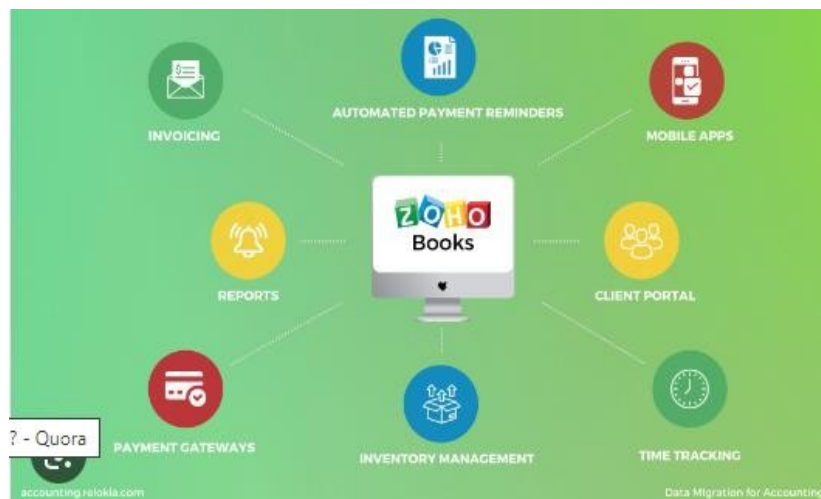 AUTOMATED PAYMENT REMINDERS
INVOICING
MOBILE APPS
ZOHO
Books
REPORTS
CLIENT PORTAL
? - Quora
PAYMENT GATEWAYS
INVENTORY MANAGEMENT
TIME TRACKING
accounting.relokia.com
Data Migration for Accounting